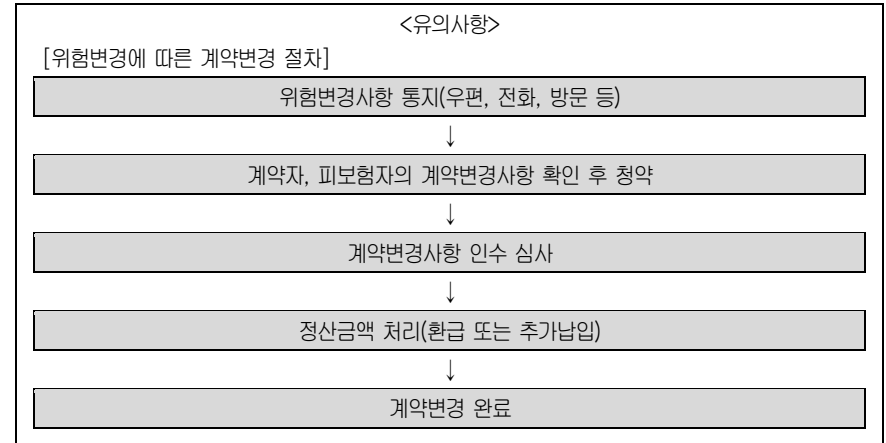 <유의사항>
[위험변경에 따른 계약변경 절차]
위험변경사항 통지(우편, 전화, 방문 등)
↓
계약자, 피보험자의 계약변경사항 확인 후 청약
↓
계약변경사항 인수 심사
↓
정산금액 처리(환급 또는 추가납입)
↓
계약변경 완료